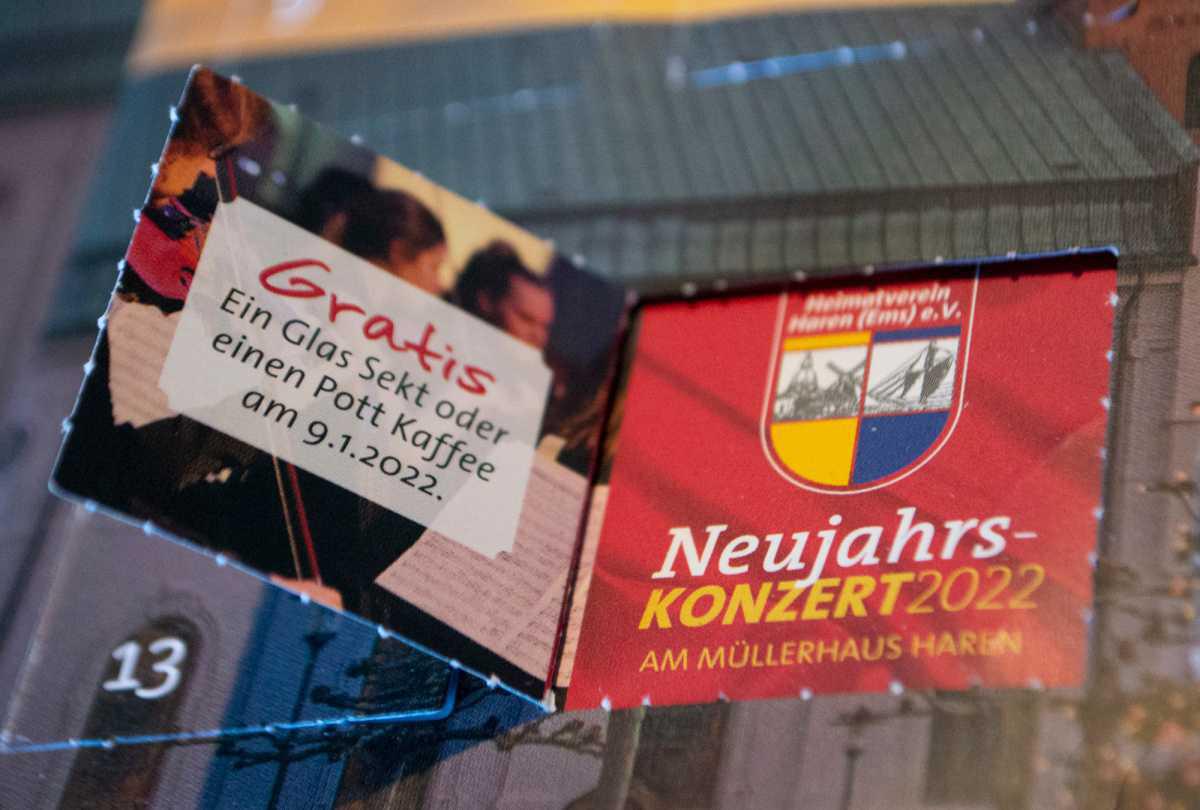 Gratis
Ein Glas Sekt oder
einen Pott Kaffee
am 9.1.2022.
Heimatverein
Haren (Ems) e.V.
Neujahrs-
KONZERT2022
AM MÜLLERHAUS HAREN
13